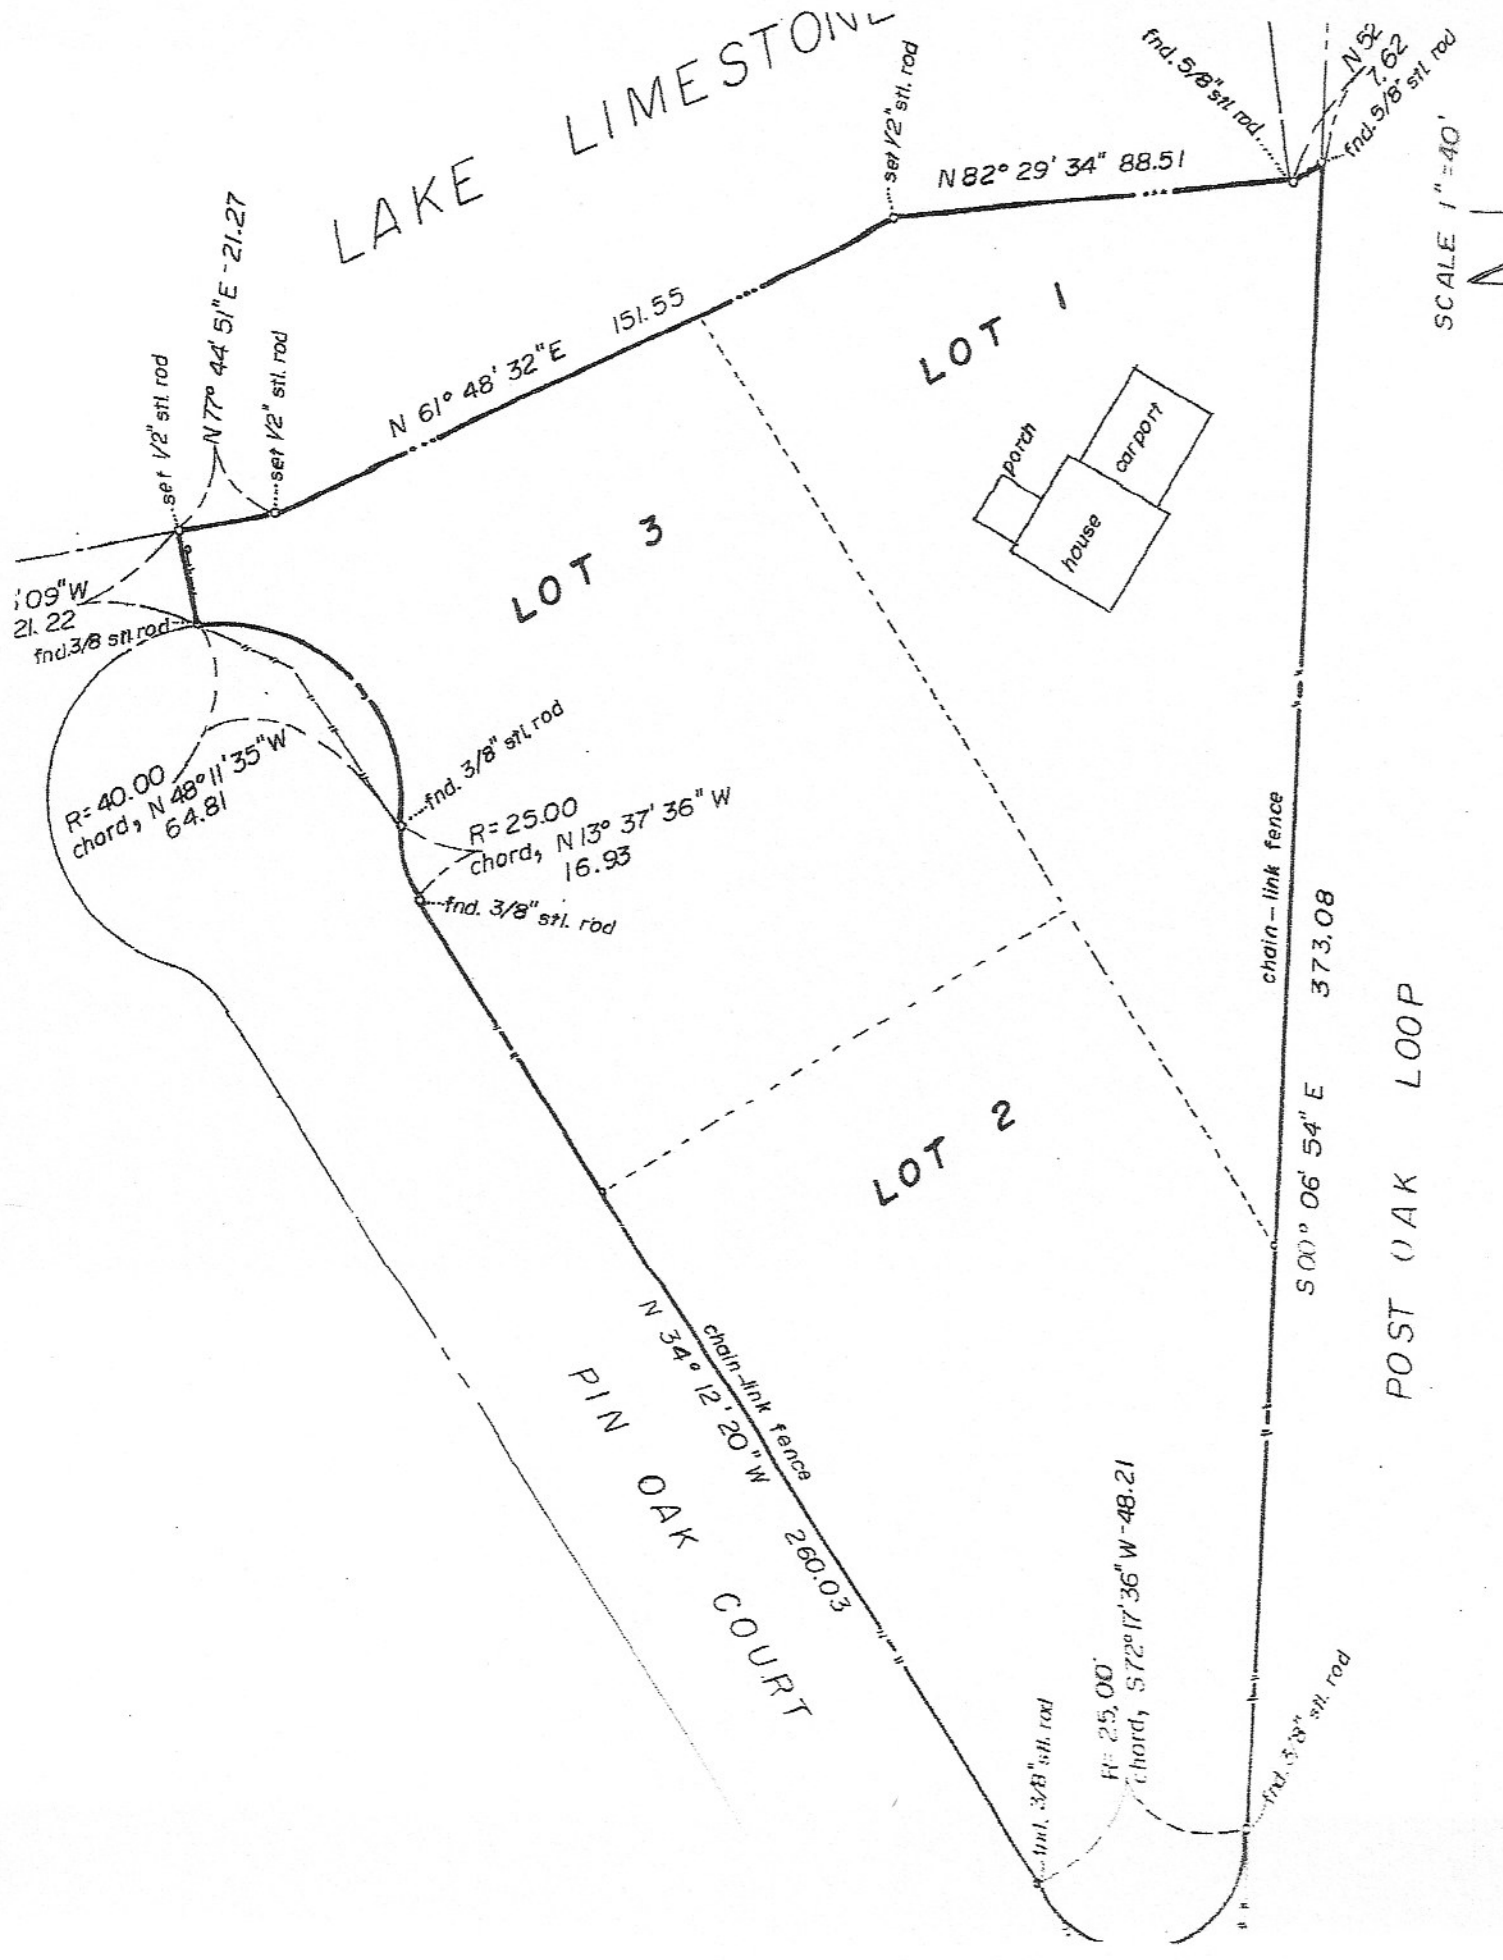 LAKE LIMESTONE
fnd. 5/8" stl. rod
N 52
7.62
fnd. 5/8" stl. rod
set 1/2" stl. rod
N 82° 29' 34" 88.51
SCALE 1"=40'
N 77° 44' 51" E -21.27
set 1/2" stl. rod
set 1/2" stl. rod
N 61° 48' 32" E 151.55
LOT 1
porch
carport
house
LOT 3
'09" W
21.22
fnd. 3/8 stl. rod
R= 40.00
chord, N 48° 11' 35" W
64.81
fnd. 3/8" stl. rod
R= 25.00
chord, N 13° 37' 36" W
16.93
fnd. 3/8" stl. rod
chain-link fence
S 00° 06' 54" E 373.08
POST OAK LOOP
LOT 2
chain-link fence
N 34° 12' 20" W 260.03
PIN OAK COURT
fnd. 3/8" stl. rod
R= 25.00'
chord, S 72° 17' 36" W -48.21
fnd. 3/8" stl. rod